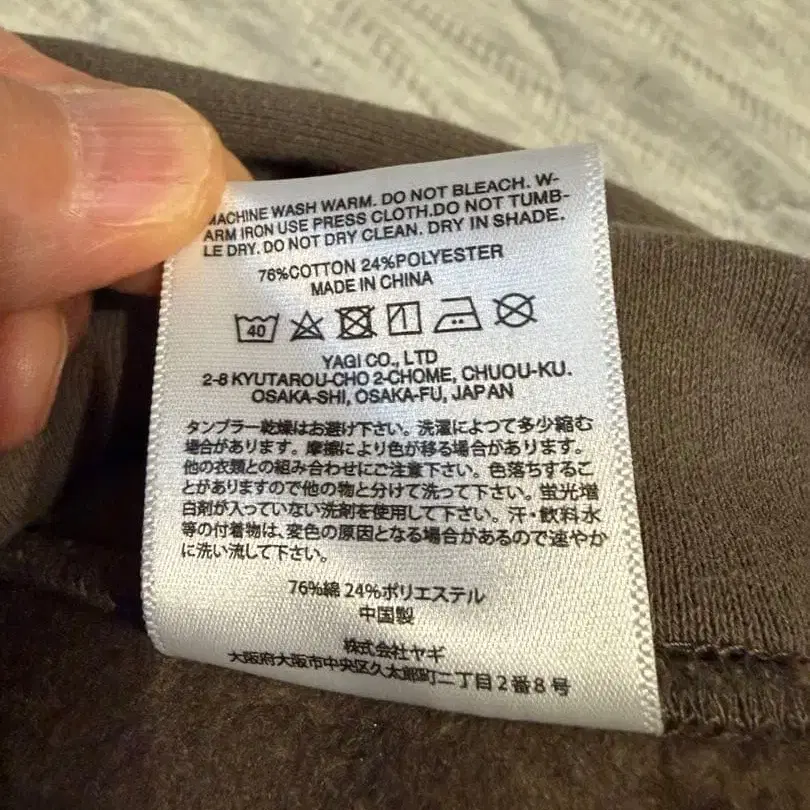 MACHINE WASH WARM. DO NOT BLEACH. W-
ARM IRON USE PRESS CLOTH.DO NOT TUMB-
LE DRY. DO NOT DRY CLEAN. DRY IN SHADE.
76%COTTON 24%POLYESTER
MADE IN CHINA
40
YAGI CO., LTD
2-8 KYUTAROU-CHO 2-CHOME, CHUOU-KU.
OSAKA-SHI, OSAKA-FU, JAPAN
タンブラー乾燥はお避け下さい。洗濯によつて多少縮む
場合があります。摩擦により色が移る場合があります。
他の衣類との組み合わせにご注意下さい。色落ちするこ
とがありますので他の物と分けて洗って下さい。蛍光増
白剤が入っていない洗剤を使用して下さい。汗・飲料水
等の付着物は、変色の原因となる場合があるので速やか
に洗い流して下さい。
76%綿 24%ポリエステル
中国製
株式会社ヤギ
大阪府大阪市中央区久太郎町二丁目2番8号